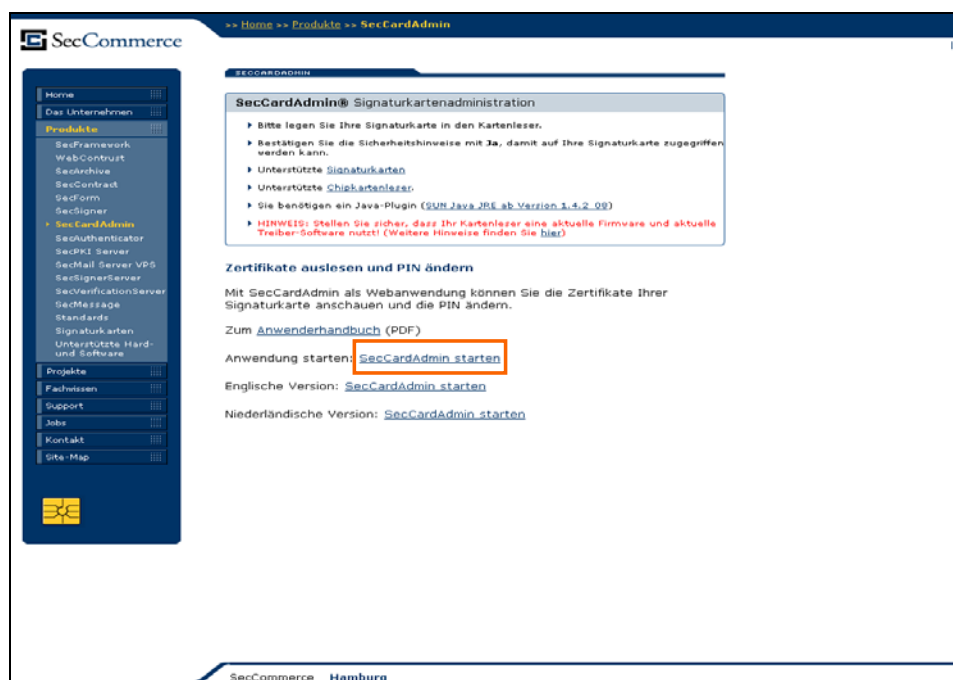 >> Home >> Produkte >> SecCardAdmin
SecCommerce
SECCARDADMIN
Home
Das Unternehmen
Produkte
SecFramework
WebContrust
SecArchive
SecContract
SecForm
SecSigner
SecCardAdmin
SecAuthenticator
SecPKI Server
SecMail Server VPS
SecSignerServer
SecVerificationServer
SecMessage
Standards
Signaturkarten
Unterstützte Hard-
und Software
Projekte
Fachwissen
Support
Jobs
Kontakt
Site-Map
SecCardAdmin® Signaturkartenadministration
Bitte legen Sie Ihre Signaturkarte in den Kartenleser.
Bestätigen Sie die Sicherheitshinweise mit Ja, damit auf Ihre Signaturkarte zugegriffen
werden kann.
Unterstützte Signaturkarten
Unterstützte Chipkartenleser.
Sie benötigen ein Java-Plugin (SUN Java JRE ab Version 1.4.2_09)
HINWEIS: Stellen Sie sicher, dass Ihr Kartenleser eine aktuelle Firmware und aktuelle
Treiber-Software nutzt! (Weitere Hinweise finden Sie hier)
Zertifikate auslesen und PIN ändern
Mit SecCardAdmin als Webanwendung können Sie die Zertifikate Ihrer
Signaturkarte anschauen und die PIN ändern.
Zum Anwenderhandbuch (PDF)
Anwendung starten: SecCardAdmin starten
Englische Version: SecCardAdmin starten
Niederländische Version: SecCardAdmin starten
SecCommerce Hamburg